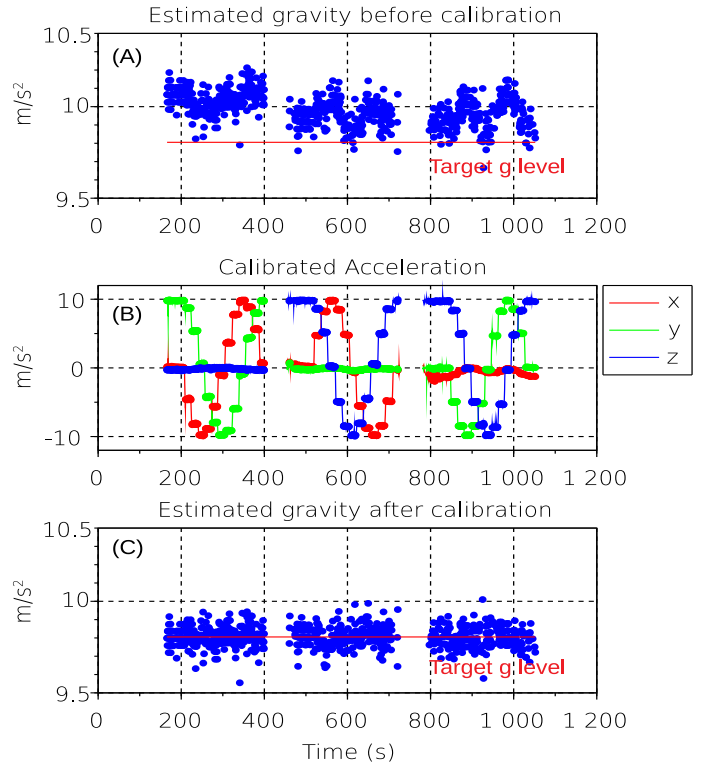 Estimated gravity before calibration
10.5
(A)
m/s²
10
Target g level
9.5
0 200 400 600 800 1 000 1 200
Calibrated Acceleration
10
(B)
m/s²
0
-10
x
y
z
0 200 400 600 800 1 000 1 200
Estimated gravity after calibration
10.5
(C)
m/s²
10
Target g level
9.5
0 200 400 600 800 1 000 1 200
Time (s)